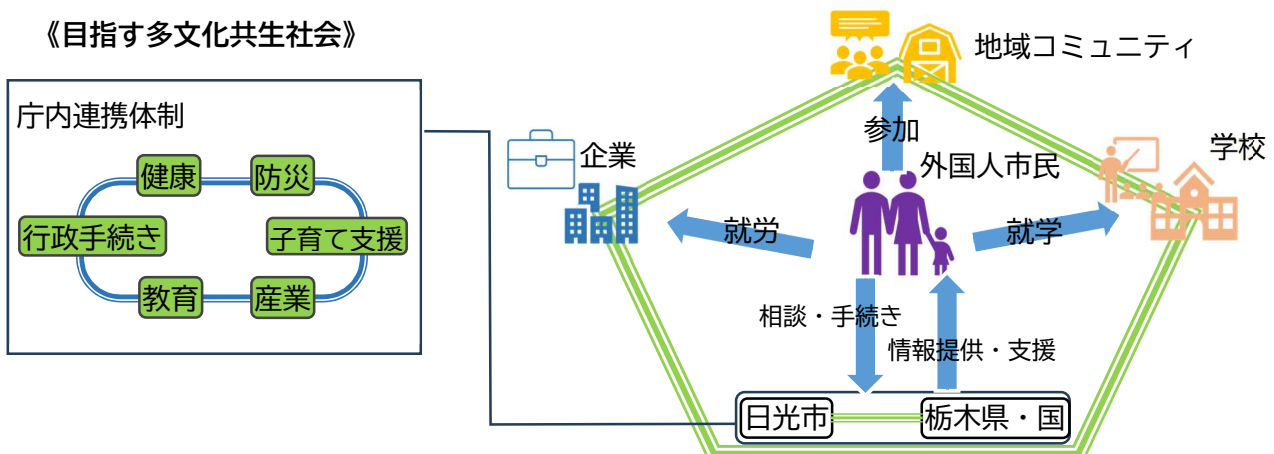 《目指す多文化共生社会》
庁内連携体制
健康
防災
行政手続き
子育て支援
教育
産業
地域コミュニティ
参加
企業
外国人市民
学校
就労
就学
相談・手続き
情報提供・支援
日光市
栃木県・国